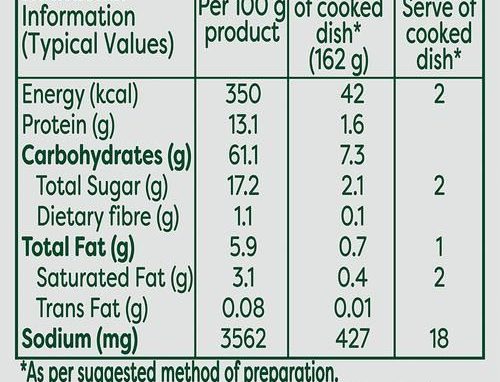 Information Per 100 g of cooked Serve of
(Typical Values) product dish* cooked
(162 g) dish*
Energy (kcal) 350 42 2
Protein (g) 13.1 1.6
Carbohydrates (g) 61.1 7.3
Total Sugar (g) 17.2 2.1 2
Dietary fibre (g) 1.1 0.1
Total Fat (g) 5.9 0.7 1
Saturated Fat (g) 3.1 0.4 2
Trans Fat (g) 0.08 0.01
Sodium (mg) 3562 427 18
*As per suggested method of preparation.